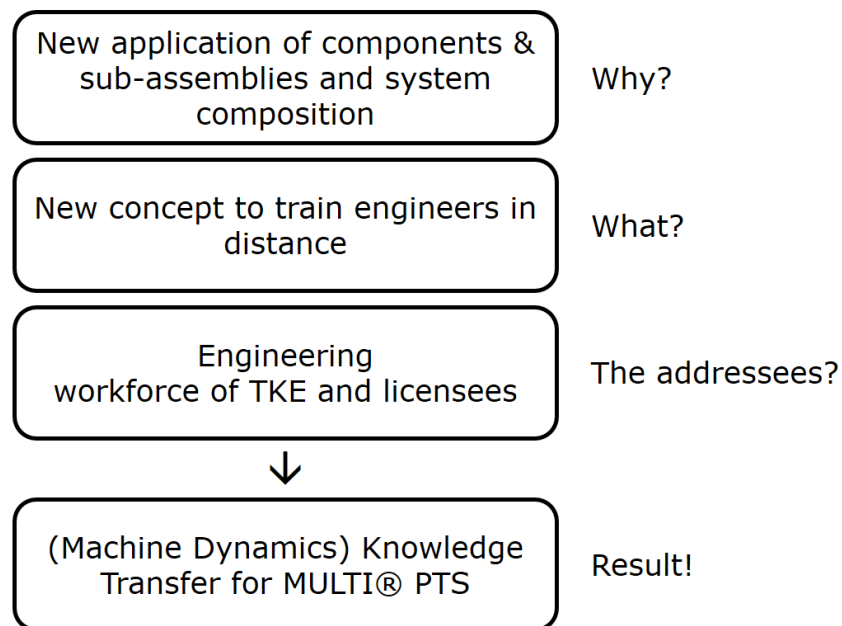 New application of components &
sub-assemblies and system
composition
Why?
New concept to train engineers in
distance
What?
Engineering
workforce of TKE and licensees
The addressees?
↓
(Machine Dynamics) Knowledge
Transfer for MULTI® PTS
Result!